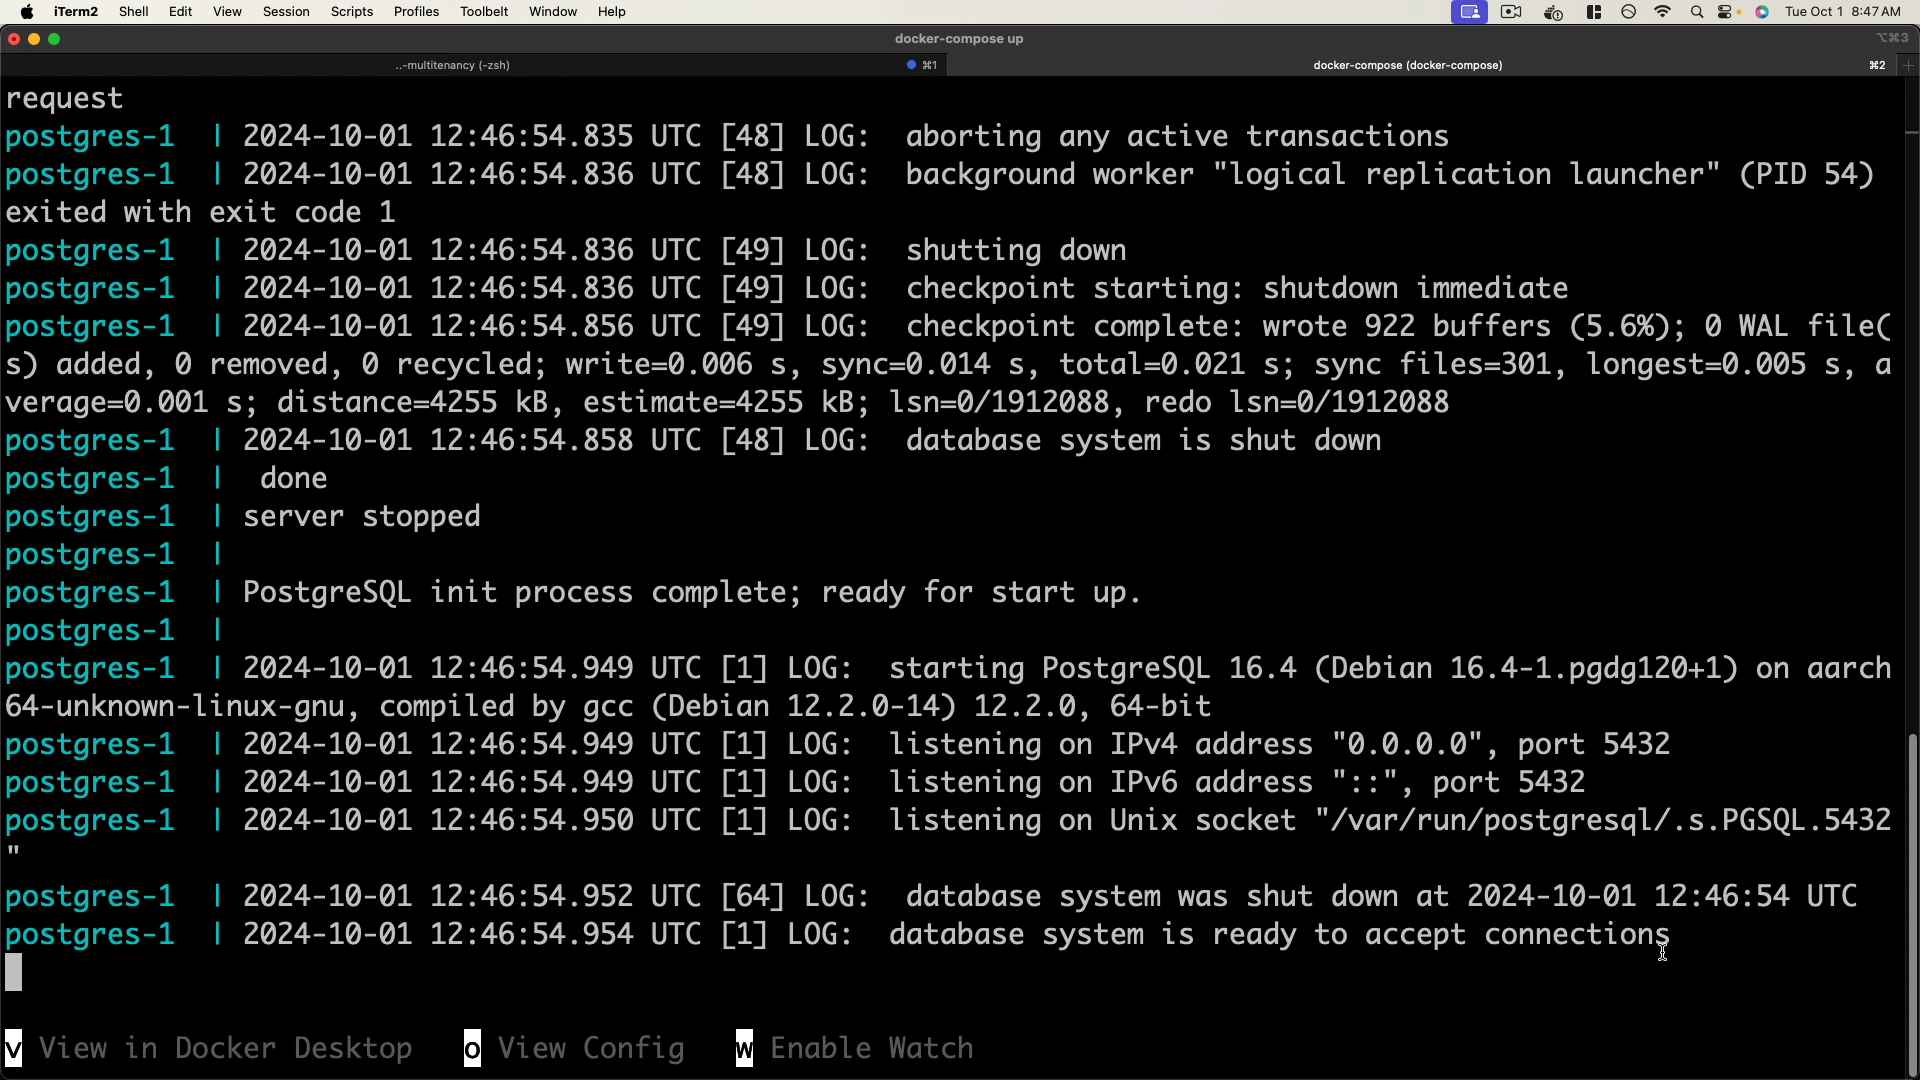 iTerm2 Shell Edit View Session Scripts Profiles Toolbelt Window Help Tue Oct 1 8:47 AM
docker-compose up ⌥⌘3
..-multitenancy (-zsh) ⌘1 docker-compose (docker-compose) ⌘2
request
postgres-1  | 2024-10-01 12:46:54.835 UTC [48] LOG:  aborting any active transactions
postgres-1  | 2024-10-01 12:46:54.836 UTC [48] LOG:  background worker "logical replication launcher" (PID 54)
exited with exit code 1
postgres-1  | 2024-10-01 12:46:54.836 UTC [49] LOG:  shutting down
postgres-1  | 2024-10-01 12:46:54.836 UTC [49] LOG:  checkpoint starting: shutdown immediate
postgres-1  | 2024-10-01 12:46:54.856 UTC [49] LOG:  checkpoint complete: wrote 922 buffers (5.6%); 0 WAL file(
s) added, 0 removed, 0 recycled; write=0.006 s, sync=0.014 s, total=0.021 s; sync files=301, longest=0.005 s, a
verage=0.001 s; distance=4255 kB, estimate=4255 kB; lsn=0/1912088, redo lsn=0/1912088
postgres-1  | 2024-10-01 12:46:54.858 UTC [48] LOG:  database system is shut down
postgres-1  |  done
postgres-1  | server stopped
postgres-1  |
postgres-1  | PostgreSQL init process complete; ready for start up.
postgres-1  |
postgres-1  | 2024-10-01 12:46:54.949 UTC [1] LOG:  starting PostgreSQL 16.4 (Debian 16.4-1.pgdg120+1) on aarch
64-unknown-linux-gnu, compiled by gcc (Debian 12.2.0-14) 12.2.0, 64-bit
postgres-1  | 2024-10-01 12:46:54.949 UTC [1] LOG:  listening on IPv4 address "0.0.0.0", port 5432
postgres-1  | 2024-10-01 12:46:54.949 UTC [1] LOG:  listening on IPv6 address "::", port 5432
postgres-1  | 2024-10-01 12:46:54.950 UTC [1] LOG:  listening on Unix socket "/var/run/postgresql/.s.PGSQL.5432
"
postgres-1  | 2024-10-01 12:46:54.952 UTC [64] LOG:  database system was shut down at 2024-10-01 12:46:54 UTC
postgres-1  | 2024-10-01 12:46:54.954 UTC [1] LOG:  database system is ready to accept connections
v View in Docker Desktop   o View Config   w Enable Watch